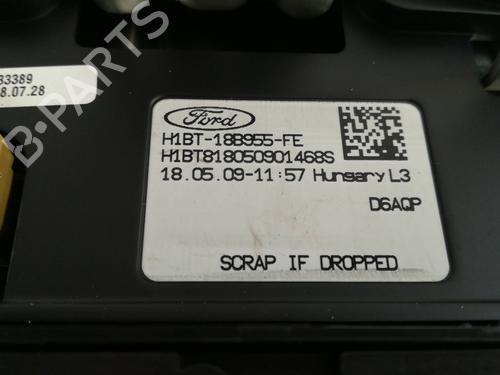 33389
8.07.28
Ford
H1BT-18B955-FE
H1BT818050901468S
18.05.09-11:57 Hungary L3
D6AQP
SCRAP IF DROPPED
B-PARTS